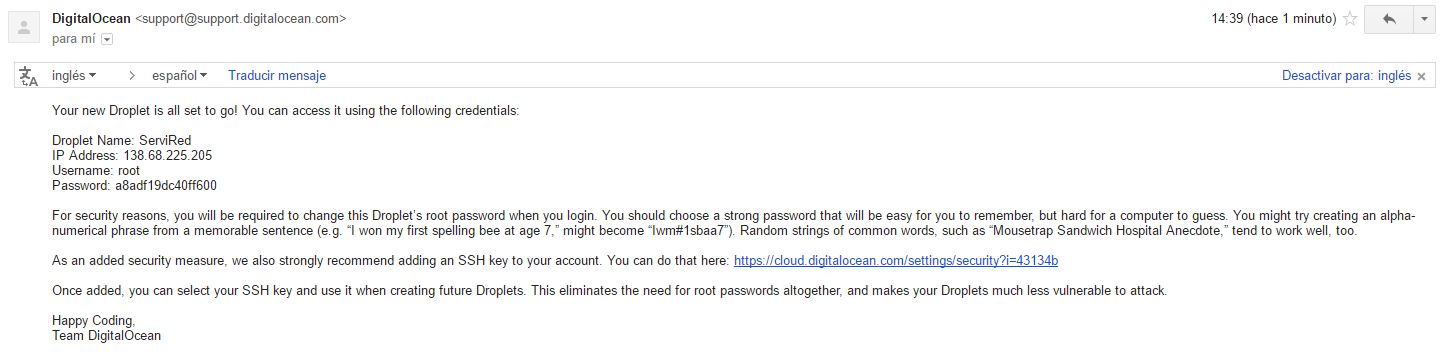 DigitalOcean <support@support.digitalocean.com>
14:39 (hace 1 minuto)
para mí
inglés > español Traducir mensaje
Desactivar para: inglés ×
Your new Droplet is all set to go! You can access it using the following credentials:
Droplet Name: ServiRed
IP Address: 138.68.225.205
Username: root
Password: a8adf19dc40ff600
For security reasons, you will be required to change this Droplet's root password when you login. You should choose a strong password that will be easy for you to remember, but hard for a computer to guess. You might try creating an alpha-
numerical phrase from a memorable sentence (e.g. “I won my first spelling bee at age 7,” might become “Iwm#1sbaa7”). Random strings of common words, such as “Mousetrap Sandwich Hospital Anecdote,” tend to work well, too.
As an added security measure, we also strongly recommend adding an SSH key to your account. You can do that here: https://cloud.digitalocean.com/settings/security?i=43134b
Once added, you can select your SSH key and use it when creating future Droplets. This eliminates the need for root passwords altogether, and makes your Droplets much less vulnerable to attack.
Happy Coding,
Team DigitalOcean